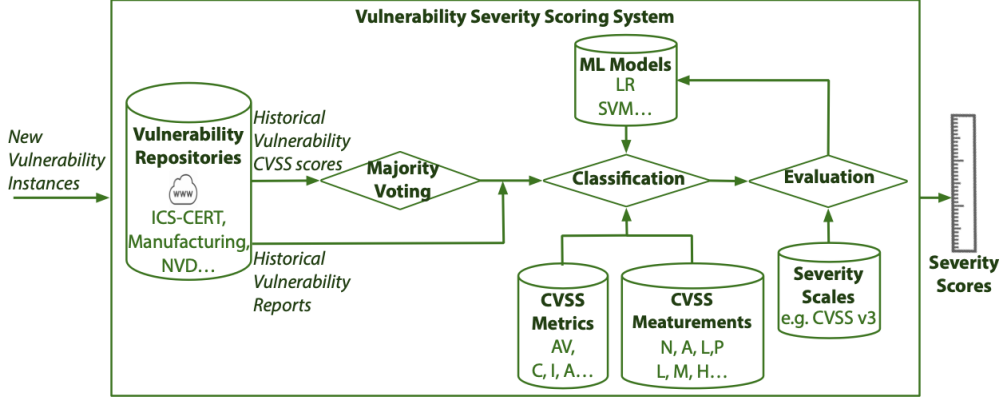 Vulnerability Severity Scoring System
New
Vulnerability
Instances
Vulnerability
Repositories
www
ICS-CERT,
Manufacturing,
NVD...
Historical
Vulnerability
CVSS scores
Historical
Vulnerability
Reports
Majority
Voting
ML Models
LR
SVM...
Classification
Evaluation
CVSS
Metrics
AV,
C, I, A...
CVSS
Meaturements
N, A, L,P
L, M, H...
Severity
Scales
e.g. CVSS v3
Severity
Scores